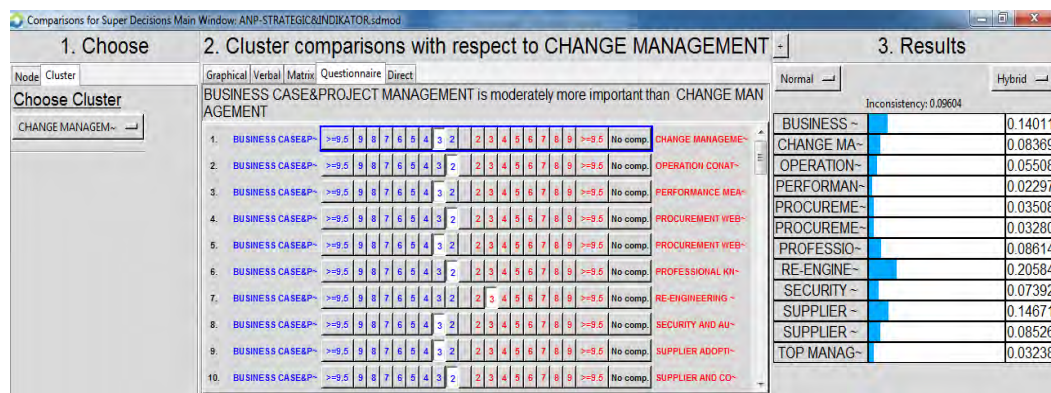 Comparisons for Super Decisions Main Window: ANP-STRATEGIC&INDIKATOR.sdmod
1. Choose
Node Cluster
Choose Cluster
CHANGE MANAGEM~
2. Cluster comparisons with respect to CHANGE MANAGEMENT
Graphical Verbal Matrix Questionnaire Direct
BUSINESS CASE&PROJECT MANAGEMENT is moderately more important than CHANGE MAN
AGEMENT
1. BUSINESS CASE&P~ >=9.5 9 8 7 6 5 4 3 2 2 3 4 5 6 7 8 9 >=9.5 No comp. CHANGE MANAGEME~
2. BUSINESS CASE&P~ >=9.5 9 8 7 6 5 4 3 2 2 3 4 5 6 7 8 9 >=9.5 No comp. OPERATION CONAT~
3. BUSINESS CASE&P~ >=9.5 9 8 7 6 5 4 3 2 2 3 4 5 6 7 8 9 >=9.5 No comp. PERFORMANCE MEA~
4. BUSINESS CASE&P~ >=9.5 9 8 7 6 5 4 3 2 2 3 4 5 6 7 8 9 >=9.5 No comp. PROCUREMENT WEB~
5. BUSINESS CASE&P~ >=9.5 9 8 7 6 5 4 3 2 2 3 4 5 6 7 8 9 >=9.5 No comp. PROCUREMENT WEB~
6. BUSINESS CASE&P~ >=9.5 9 8 7 6 5 4 3 2 2 3 4 5 6 7 8 9 >=9.5 No comp. PROFESSIONAL KN~
7. BUSINESS CASE&P~ >=9.5 9 8 7 6 5 4 3 2 2 3 4 5 6 7 8 9 >=9.5 No comp. RE-ENGINEERING ~
8. BUSINESS CASE&P~ >=9.5 9 8 7 6 5 4 3 2 2 3 4 5 6 7 8 9 >=9.5 No comp. SECURITY AND AU~
9. BUSINESS CASE&P~ >=9.5 9 8 7 6 5 4 3 2 2 3 4 5 6 7 8 9 >=9.5 No comp. SUPPLIER ADOPTI~
10. BUSINESS CASE&P~ >=9.5 9 8 7 6 5 4 3 2 2 3 4 5 6 7 8 9 >=9.5 No comp. SUPPLIER AND CO~
+ 3. Results
Normal Hybrid
Inconsistency: 0.09604
BUSINESS ~ 0.14011
CHANGE MA~ 0.08369
OPERATION~ 0.05508
PERFORMAN~ 0.02297
PROCUREME~ 0.03508
PROCUREME~ 0.03280
PROFESSIO~ 0.08614
RE-ENGINE~ 0.20584
SECURITY ~ 0.07392
SUPPLIER ~ 0.14671
SUPPLIER ~ 0.08526
TOP MANAG~ 0.03238